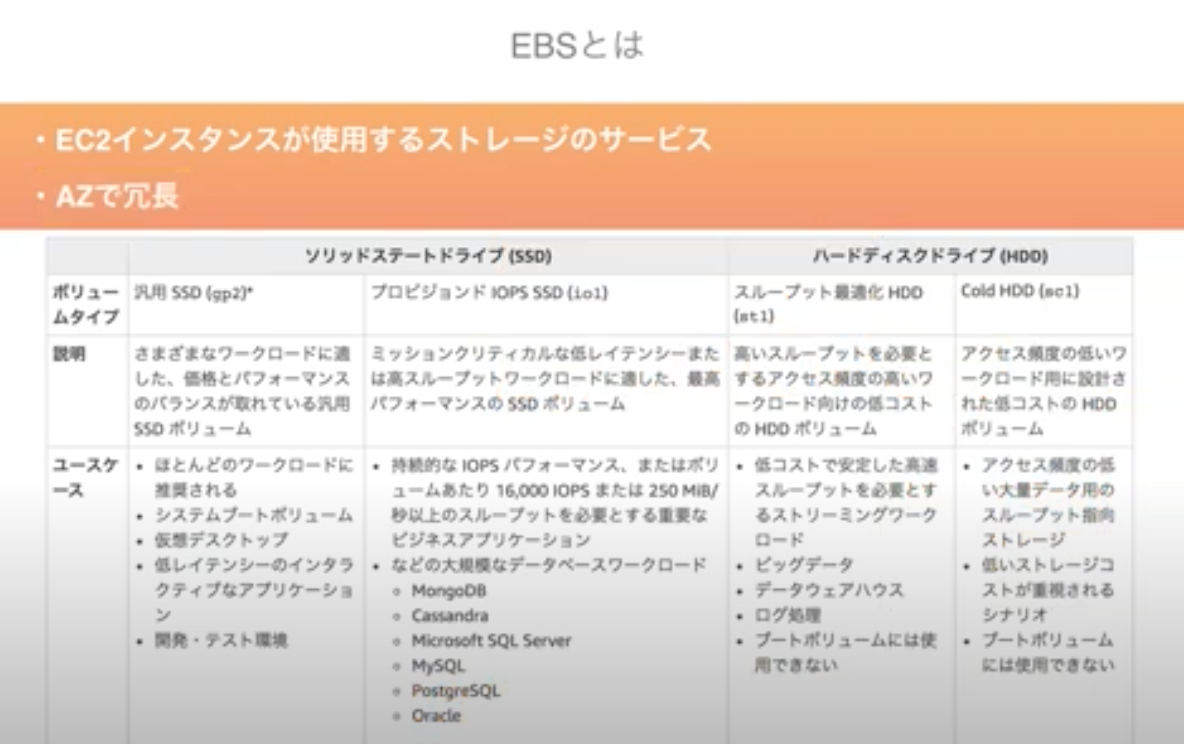 EBSとは
・EC2インスタンスが使用するストレージのサービス
・AZで冗長
ソリッドステートドライブ (SSD)
ハードディスクドライブ (HDD)
ボリュー
ムタイプ
汎用 SSD (gp2)*
プロビジョンド IOPS SSD (io1)
スループット最適化 HDD
(st1)
Cold HDD (sc1)
説明
さまざまなワークロードに適
した、価格とパフォーマンス
のバランスが取れている汎用
SSD ボリューム
ミッションクリティカルな低レイテンシーまた
は高スループットワークロードに適した、最高
パフォーマンスの SSD ボリューム
高いスループットを必要と
するアクセス頻度の高いワ
ークロード向けの低コスト
の HDD ボリューム
アクセス頻度の低いワ
ークロード用に設計さ
れた低コストの HDD
ボリューム
ユースケ
ース
• ほとんどのワークロードに
推奨される
• システムブートボリューム
• 仮想デスクトップ
• 低レイテンシーのインタラ
クティブなアプリケーショ
ン
• 開発・テスト環境
• 持続的な IOPS パフォーマンス、またはボリ
ュームあたり 16,000 IOPS または 250 MiB/
秒以上のスループットを必要とする重要な
ビジネスアプリケーション
• などの大規模なデータベースワークロード
◦ MongoDB
◦ Cassandra
◦ Microsoft SQL Server
◦ MySQL
◦ PostgreSQL
◦ Oracle
• 低コストで安定した高速
スループットを必要とす
るストリーミングワーク
ロード
• ビッグデータ
• データウェアハウス
• ログ処理
• ブートボリュームには使
用できない
• アクセス頻度の低
い大量データ用の
スループット指向
ストレージ
• 低いストレージコ
ストが重視される
シナリオ
• ブートボリューム
には使用できない